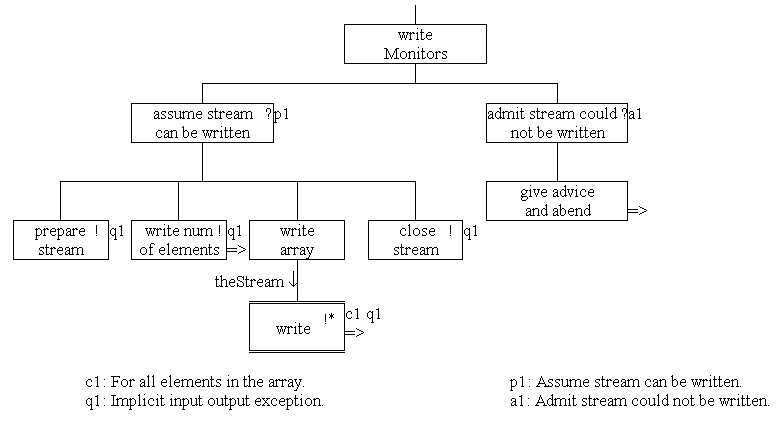 write
Monitors
assume stream ?p1
can be written
admit stream could ?a1
not be written
give advice
and abend =>
prepare ! q1
stream
write num ! q1
of elements =>
write
array
close ! q1
stream
theStream ↓
write !* c1 q1
=>
c1: For all elements in the array.
q1: Implicit input output exception.
p1: Assume stream can be written.
a1: Admit stream could not be written.